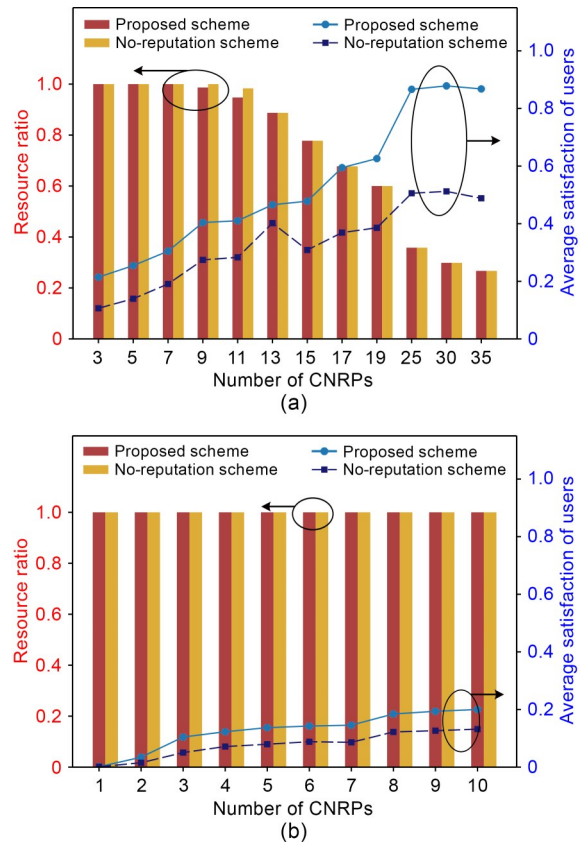 Proposed scheme
No-reputation scheme
Proposed scheme
No-reputation scheme
Resource ratio
1.0
0.8
0.6
0.4
0.2
0
Average satisfaction of users
1.0
0.8
0.6
0.4
0.2
0
3 5 7 9 11 13 15 17 19 25 30 35
Number of CNRPs
(a)
Proposed scheme
No-reputation scheme
Proposed scheme
No-reputation scheme
Resource ratio
1.0
0.8
0.6
0.4
0.2
0
Average satisfaction of users
1.0
0.8
0.6
0.4
0.2
0
1 2 3 4 5 6 7 8 9 10
Number of CNRPs
(b)